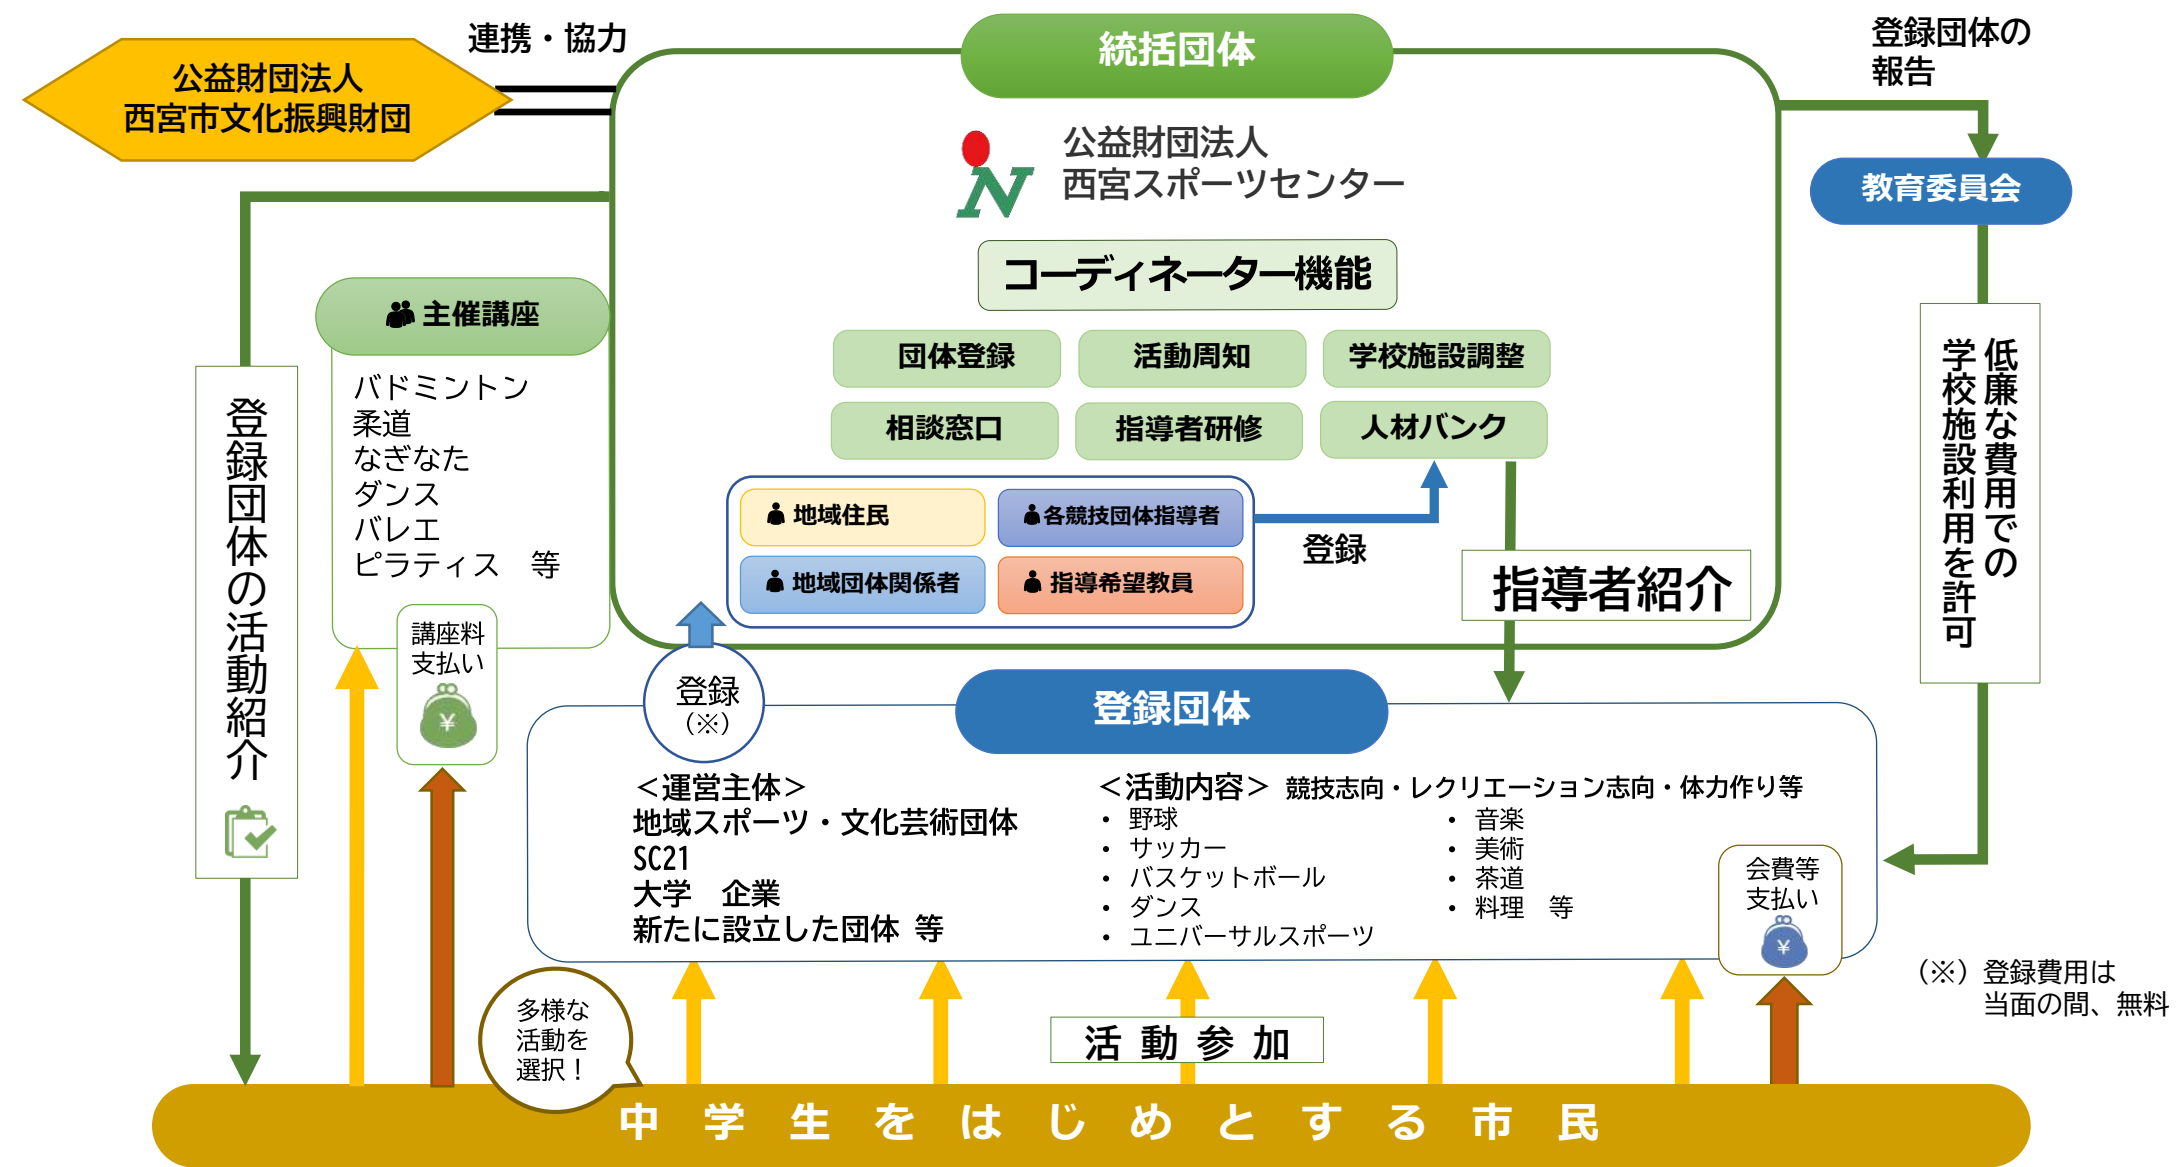 連携・協力
公益財団法人
西宮市文化振興財団
統括団体
登録団体の
報告
公益財団法人
西宮スポーツセンター
教育委員会
コーディネーター機能
団体登録
活動周知
学校施設調整
相談窓口
指導者研修
人材バンク
主催講座
バドミントン
柔道
なぎなた
ダンス
バレエ
ピラティス　等
講座料
支払い
¥
登録団体の活動紹介
地域住民
各競技団体指導者
地域団体関係者
指導希望教員
登録
指導者紹介
低廉な費用での
学校施設利用を許可
登録
（※）
登録団体
＜運営主体＞
地域スポーツ・文化芸術団体
SC21
大学　企業
新たに設立した団体 等
＜活動内容＞ 競技志向・レクリエーション志向・体力作り等
• 野球
• サッカー
• バスケットボール
• ダンス
• ユニバーサルスポーツ
• 音楽
• 美術
• 茶道
• 料理　等
会費等
支払い
¥
（※）登録費用は
当面の間、無料
多様な
活動を
選択！
活動参加
中学生をはじめとする市民